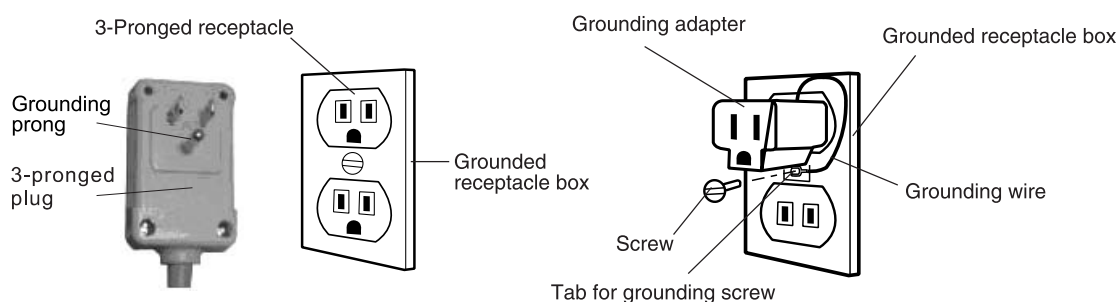 3-Pronged receptacle
Grounding
prong
3-pronged
plug
Grounded
receptacle box
Grounding adapter
Grounded receptacle box
Grounding wire
Screw
Tab for grounding screw